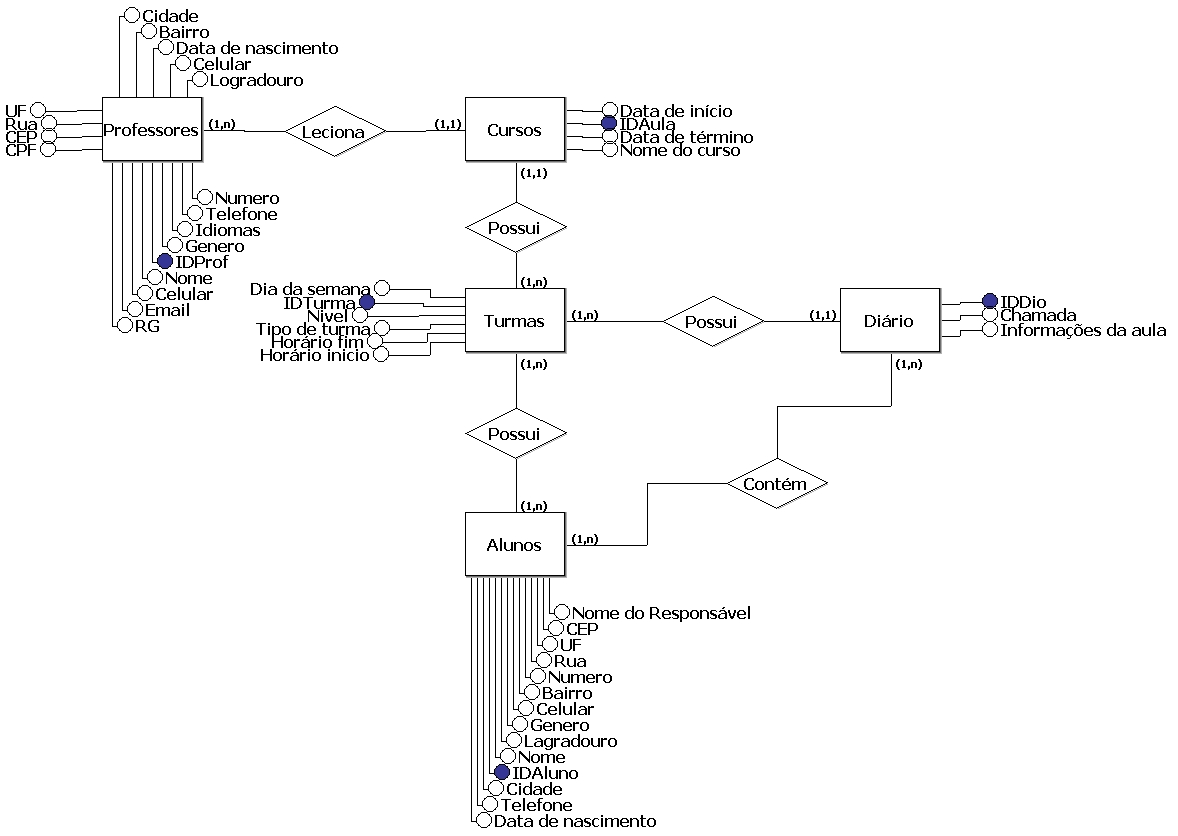 Cidade
Bairro
Data de nascimento
Celular
Logradouro
UF
Rua
CEP
CPF
Professores
(1,n)
Leciona
(1,1)
Cursos
Data de início
IDAula
Data de término
Nome do curso
Numero
Telefone
Idiomas
Genero
IDProf
Nome
Celular
Email
RG
(1,1)
Possui
(1,n)
Dia da semana
IDTurma
Nivel
Tipo de turma
Horário fim
Horário inicio
Turmas
(1,n)
Possui
(1,1)
Diário
IDDio
Chamada
Informações da aula
(1,n)
(1,n)
Possui
Contém
(1,n)
Alunos
(1,n)
Nome do Responsável
CEP
UF
Rua
Numero
Bairro
Celular
Genero
Lagradouro
Nome
IDAluno
Cidade
Telefone
Data de nascimento